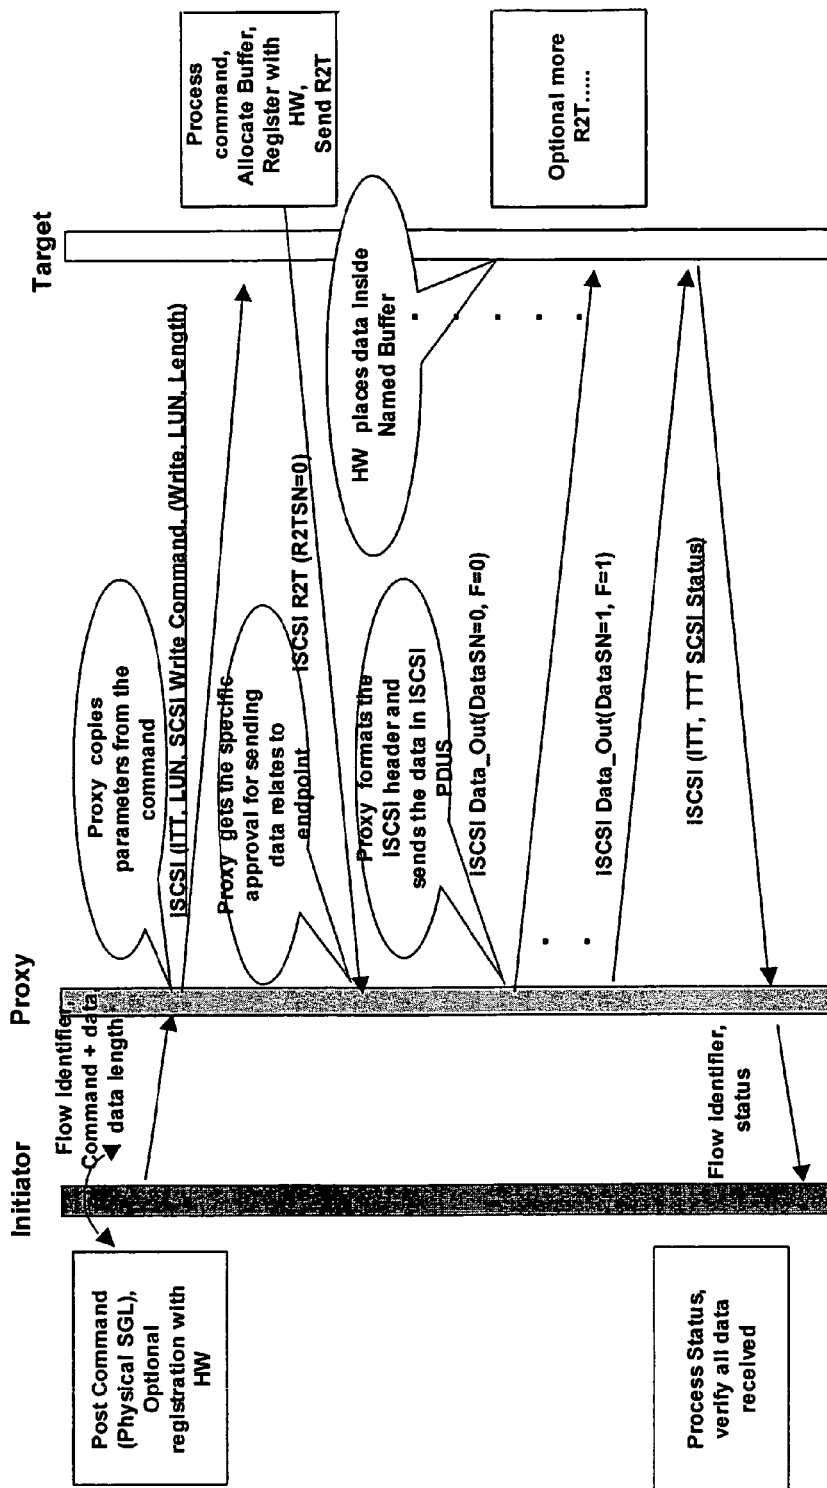 Initiator
Proxy
Target
Post Command
(Physical SGL),
Optional
registration with
HW
Flow identifier,
Command + data,
data length
Proxy copies
parameters from the
command
iSCSI (ITT, LUN, SCSI Write Command, (Write, LUN, Length)
Process
command,
Allocate Buffer,
Register with
HW,
Send R2T
Proxy gets the specific
approval for sending
data relates to
endpoint
iSCSI R2T (R2TSN=0)
Proxy formats the
iSCSI header and
sends the data in iSCSI
PDUS
HW places data inside
Named Buffer
iSCSI Data_Out(DataSN=0, F=0)
Optional more
R2T.....
iSCSI Data_Out(DataSN=1, F=1)
iSCSI (ITT, TTT SCSI Status)
Flow identifier,
status
Process Status,
verify all data
received